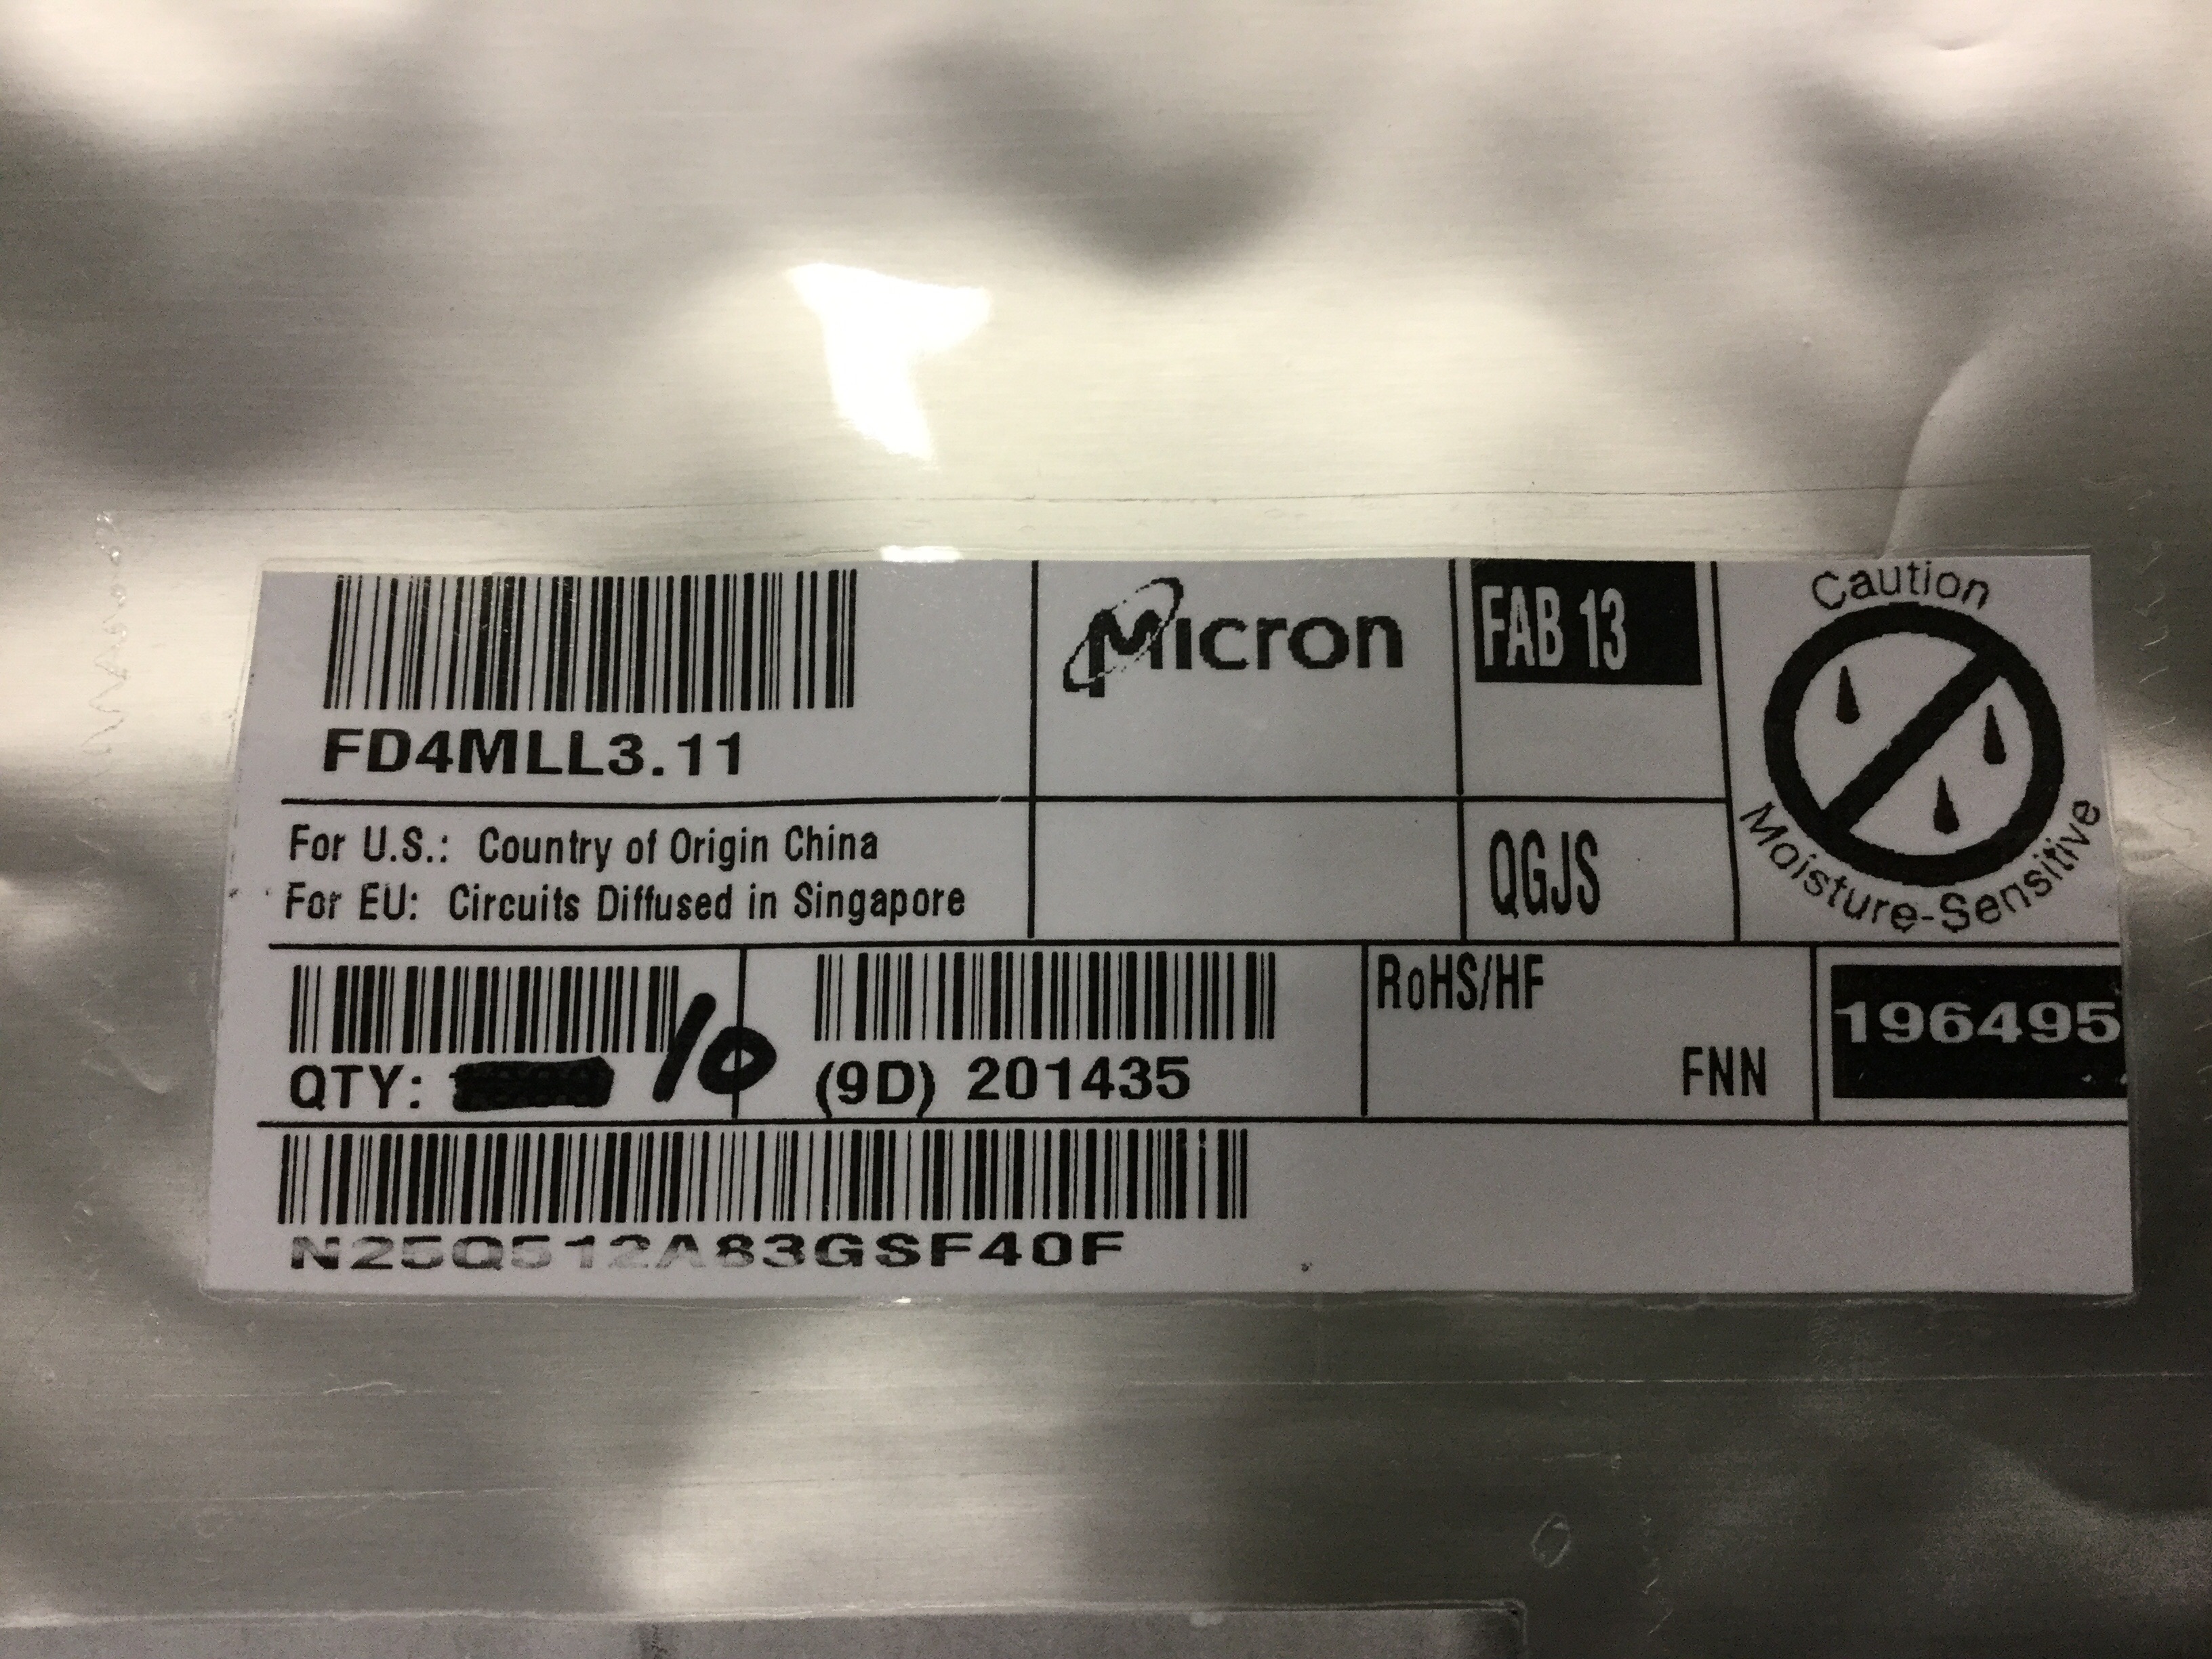 FD4MLL3.11
Micron
FAB 13
Caution
Moisture-Sensitive
For U.S.: Country of Origin China
For EU: Circuits Diffused in Singapore
QGJS
QTY: 10
(9D) 201435
RoHS/HF
FNN
196495
N25Q512A83GSF40F